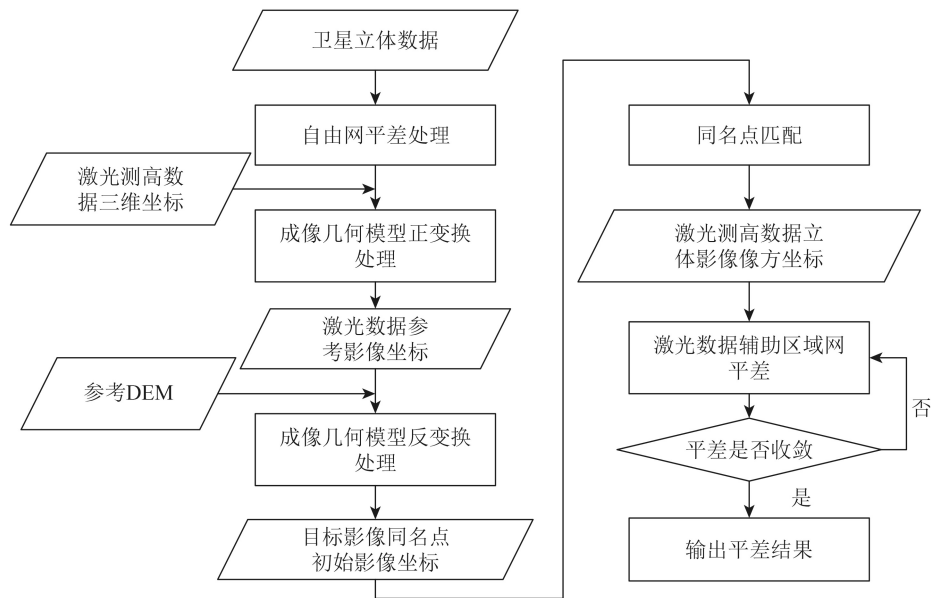 卫星立体数据
自由网平差处理
激光测高数
据三维坐标
成像几何模型正变换
处理
激光数据参
考影像坐标
参考DEM
成像几何模型反变换
处理
目标影像同名点
初始影像坐标
同名点匹配
激光测高数据立
体影像像方坐标
激光数据辅助区域网
平差
否
平差是否收敛
是
输出平差结果